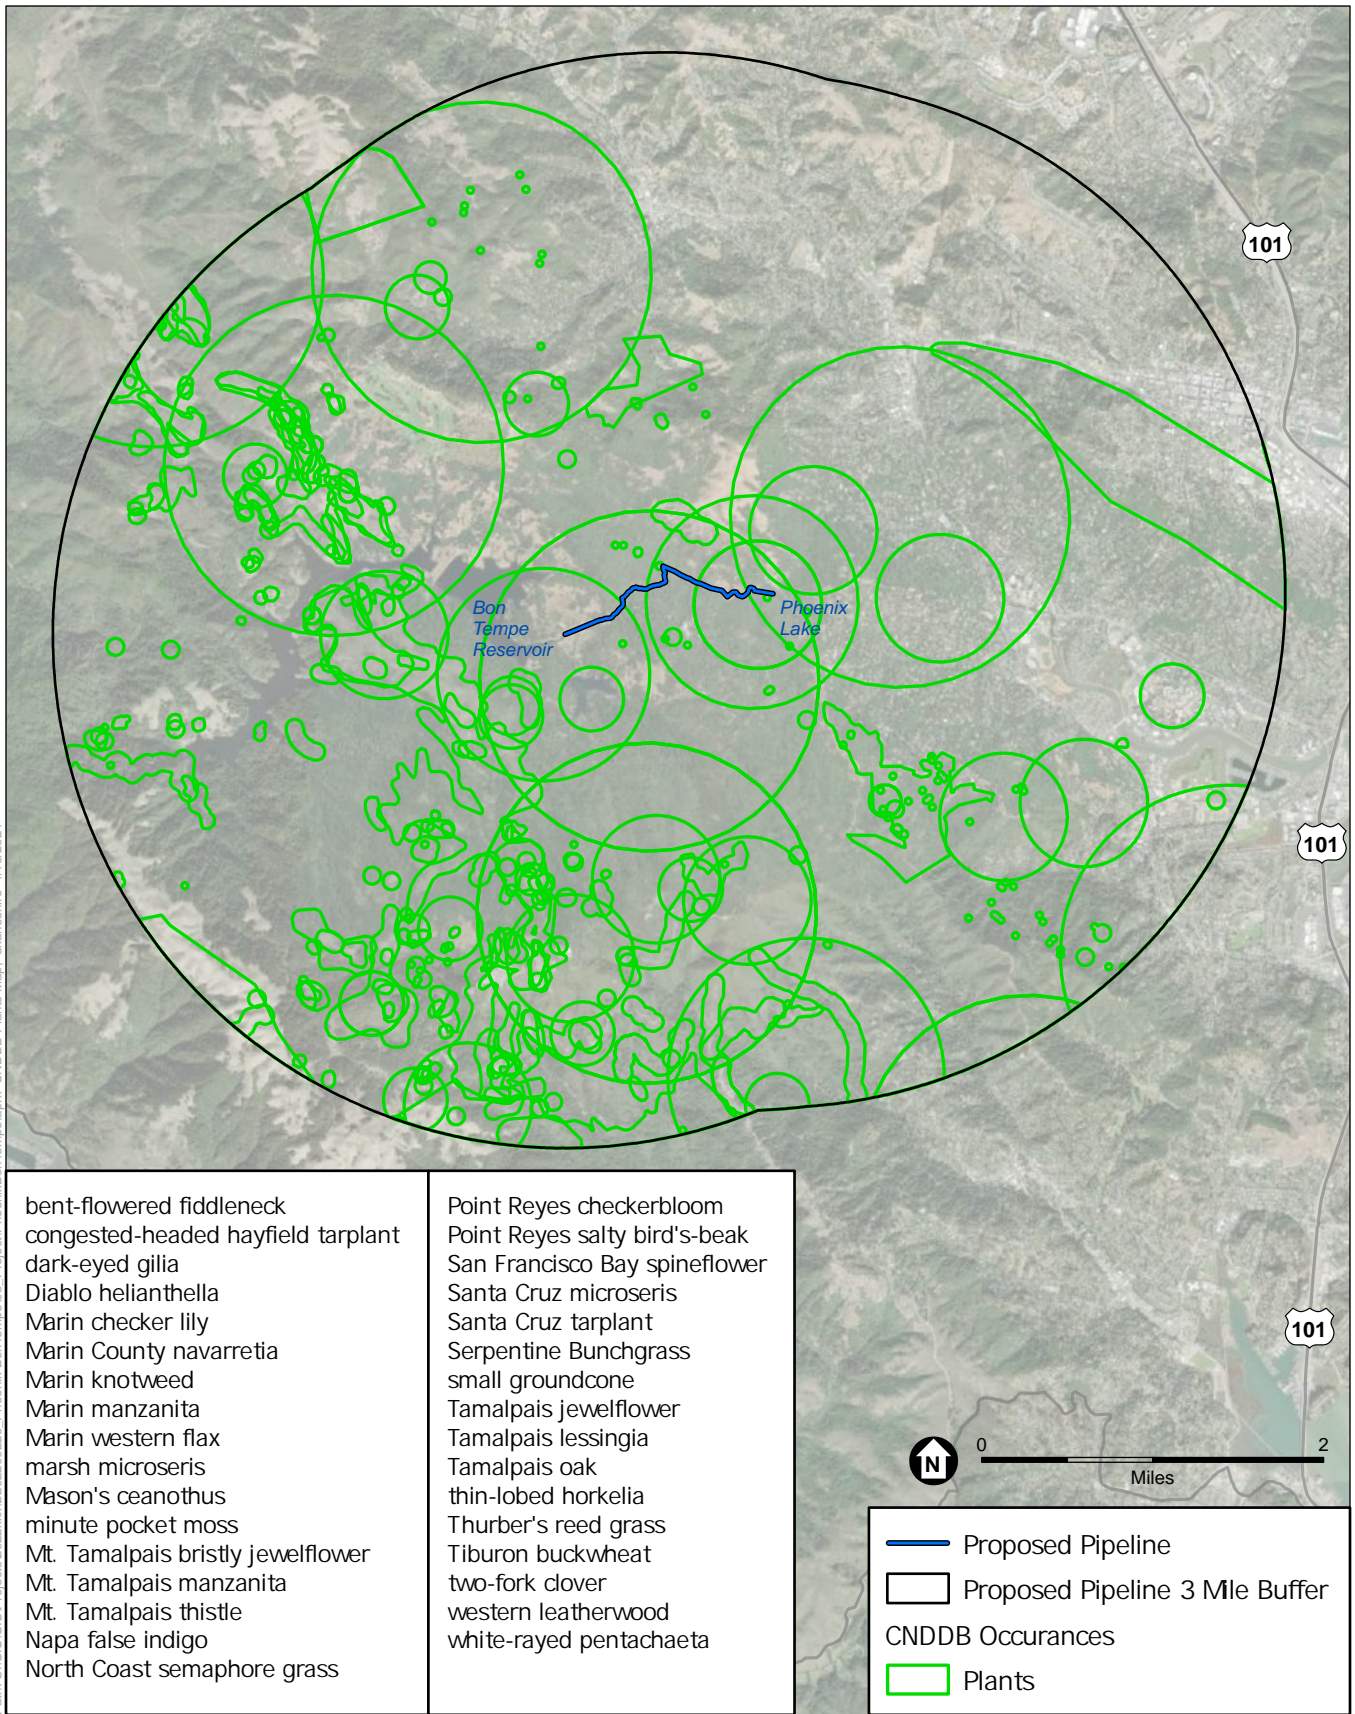 101
Bon
Tempe
Reservoir
Phoenix
Lake
101
101
bent-flowered fiddleneck
congested-headed hayfield tarplant
dark-eyed gilia
Diablo helianthella
Marin checker lily
Marin County navarretia
Marin knotweed
Marin manzanita
Marin western flax
marsh microseris
Mason's ceanothus
minute pocket moss
Mt. Tamalpais bristly jewelflower
Mt. Tamalpais manzanita
Mt. Tamalpais thistle
Napa false indigo
North Coast semaphore grass
Point Reyes checkerbloom
Point Reyes salty bird's-beak
San Francisco Bay spineflower
Santa Cruz microseris
Santa Cruz tarplant
Serpentine Bunchgrass
small groundcone
Tamalpais jewelflower
Tamalpais lessingia
Tamalpais oak
thin-lobed horkelia
Thurber's reed grass
Tiburon buckwheat
two-fork clover
western leatherwood
white-rayed pentachaeta
N
0 2
Miles
Proposed Pipeline
Proposed Pipeline 3 Mile Buffer
CNDDB Occurances
Plants